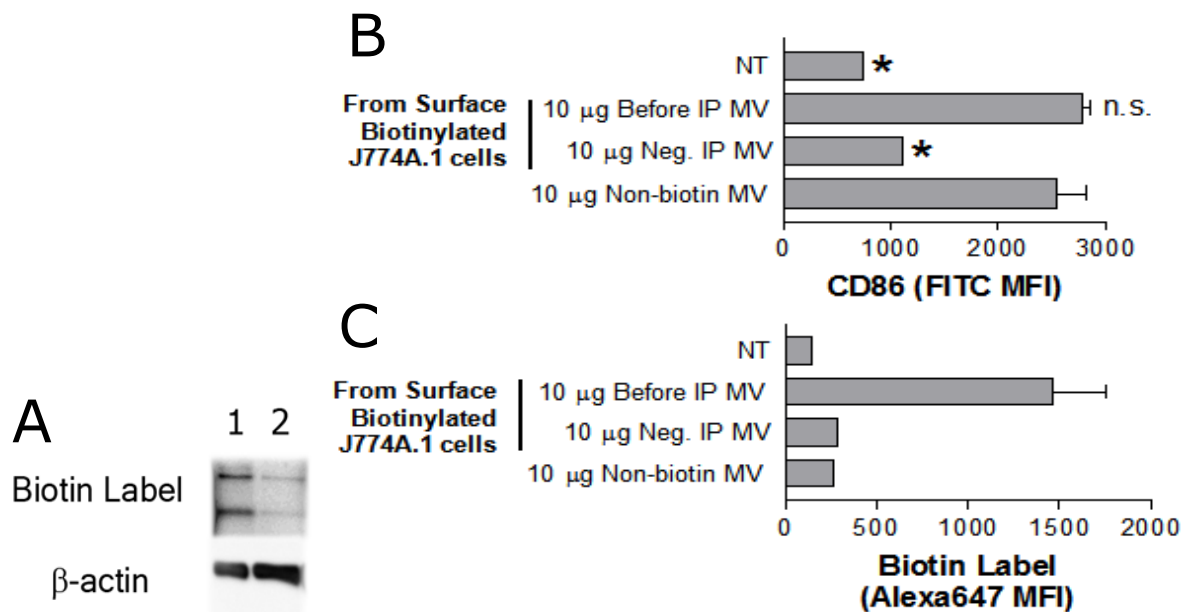 B
NT
*
From Surface
Biotinylated
J774A.1 cells
10 μg Before IP MV
n.s.
10 μg Neg. IP MV
*
10 μg Non-biotin MV
0 1000 2000 3000
CD86 (FITC MFI)
C
NT
From Surface
Biotinylated
J774A.1 cells
10 μg Before IP MV
10 μg Neg. IP MV
10 μg Non-biotin MV
0 500 1000 1500 2000
Biotin Label
(Alexa647 MFI)
A
1 2
Biotin Label
β-actin